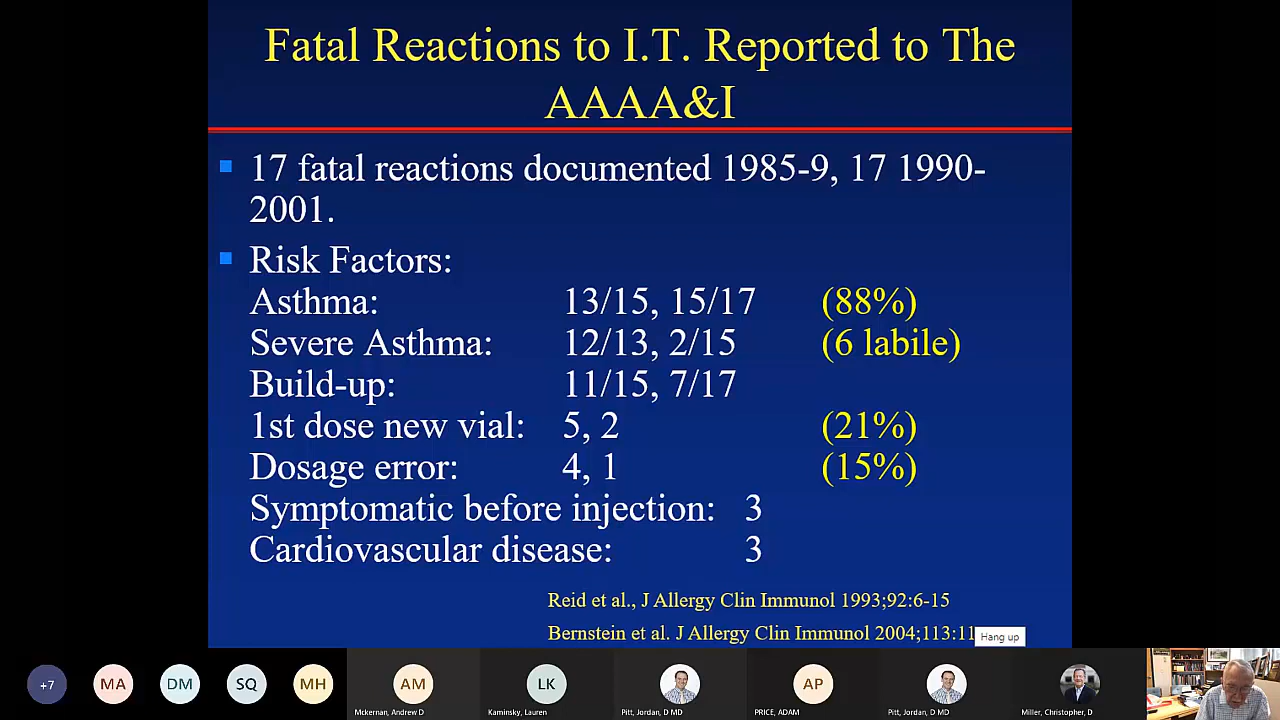 Fatal Reactions to I.T. Reported to The
AAAA&I
17 fatal reactions documented 1985-9, 17 1990-
2001.
Risk Factors:
Asthma: 13/15, 15/17 (88%)
Severe Asthma: 12/13, 2/15 (6 labile)
Build-up: 11/15, 7/17
1st dose new vial: 5, 2 (21%)
Dosage error: 4, 1 (15%)
Symptomatic before injection: 3
Cardiovascular disease: 3
Reid et al., J Allergy Clin Immunol 1993;92:6-15
Bernstein et al. J Allergy Clin Immunol 2004;113:11
Hang up
+7 MA DM SQ MH AM LK AP
Mckernan, Andrew D Kaminsky, Lauren Pitt, Jordan, D MD PRICE, ADAM Pitt, Jordan, D MD Miller, Christopher, D